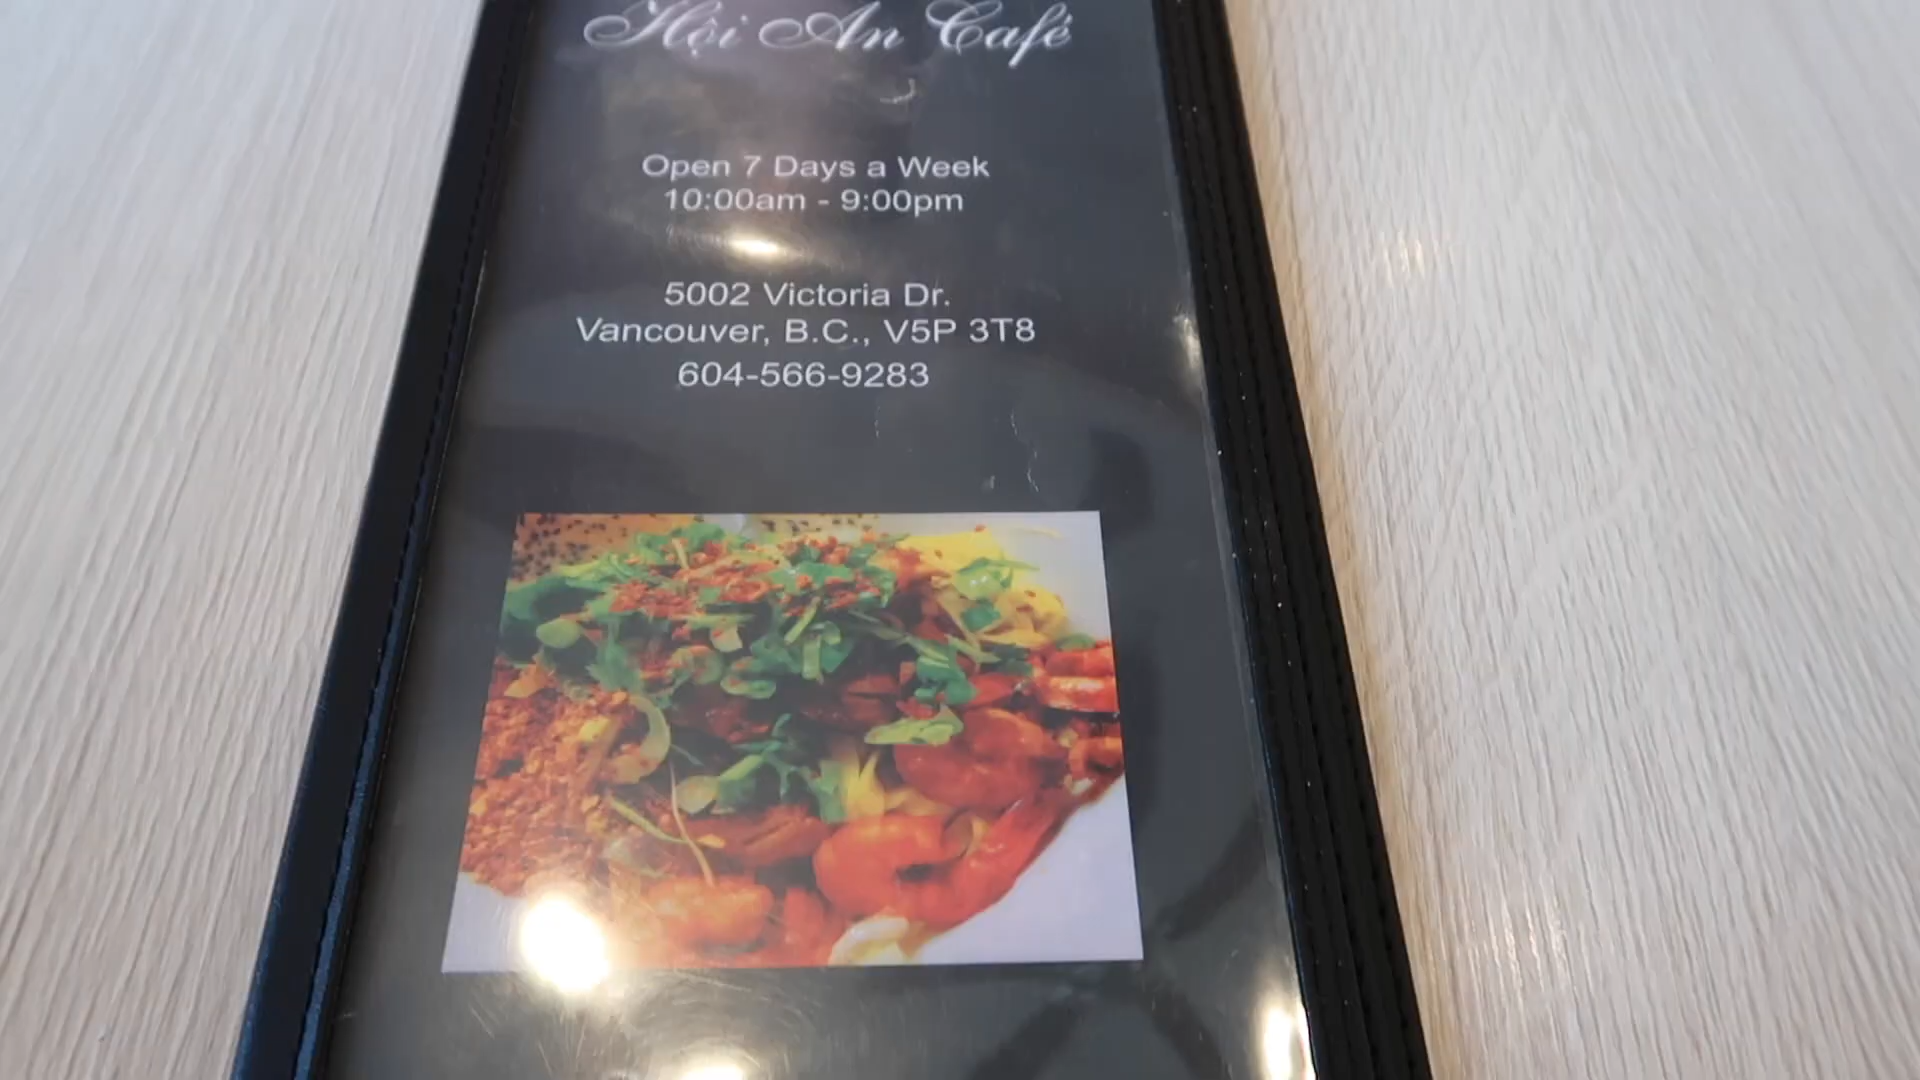 Hội An Café
Open 7 Days a Week
10:00am - 9:00pm
5002 Victoria Dr.
Vancouver, B.C., V5P 3T8
604-566-9283